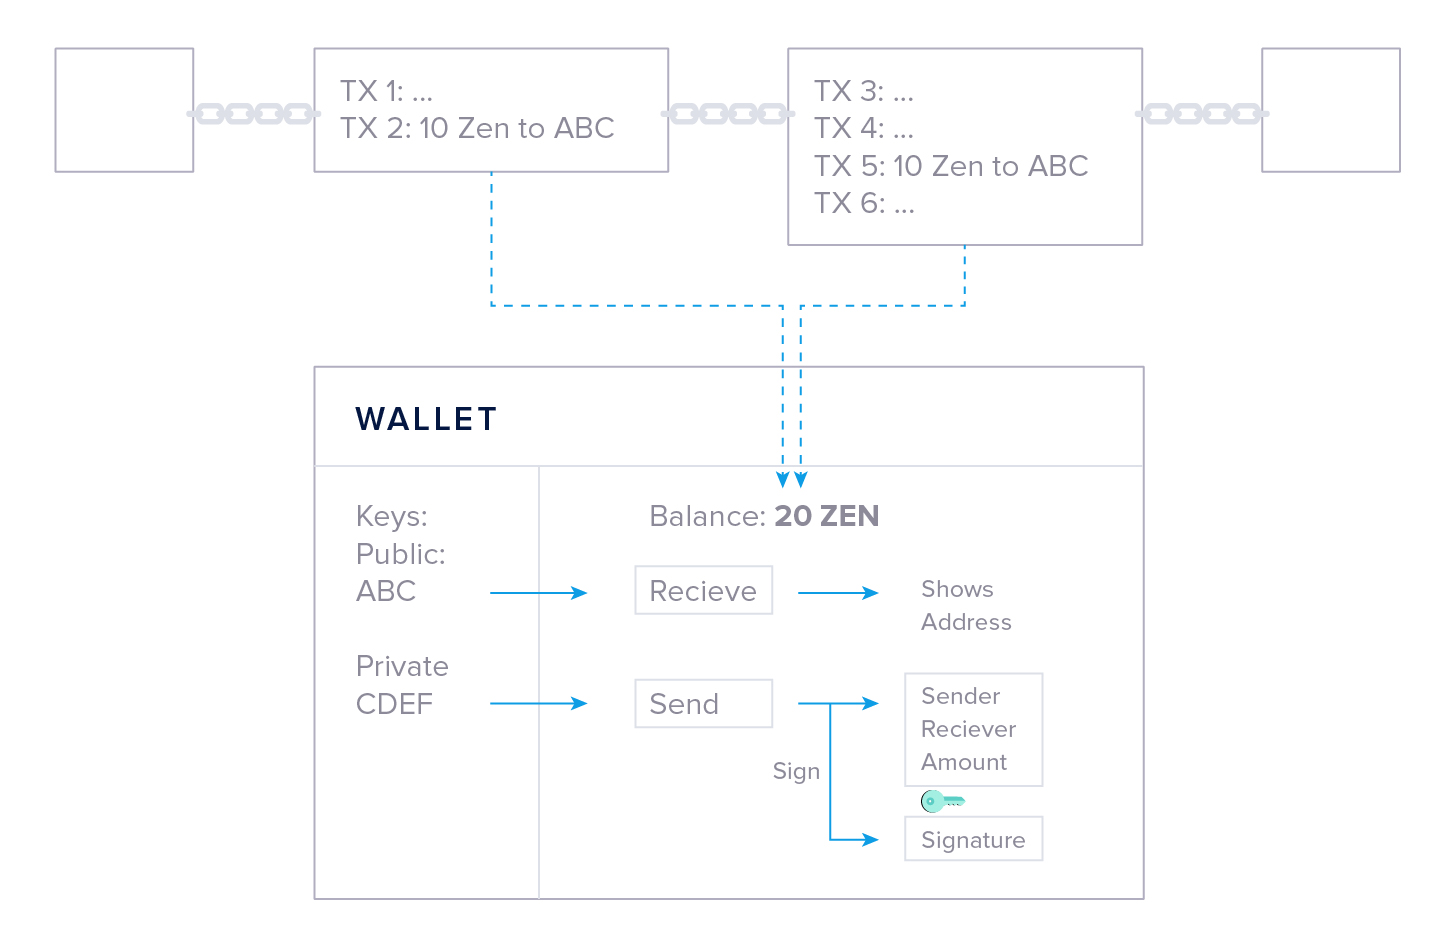 TX 1: ...
TX 2: 10 Zen to ABC
TX 3: ...
TX 4: ...
TX 5: 10 Zen to ABC
TX 6: ...
WALLET
Keys:
Public:
ABC
Private
CDEF
Balance: 20 ZEN
Recieve
Shows
Address
Send
Sign
Sender
Reciever
Amount
Signature